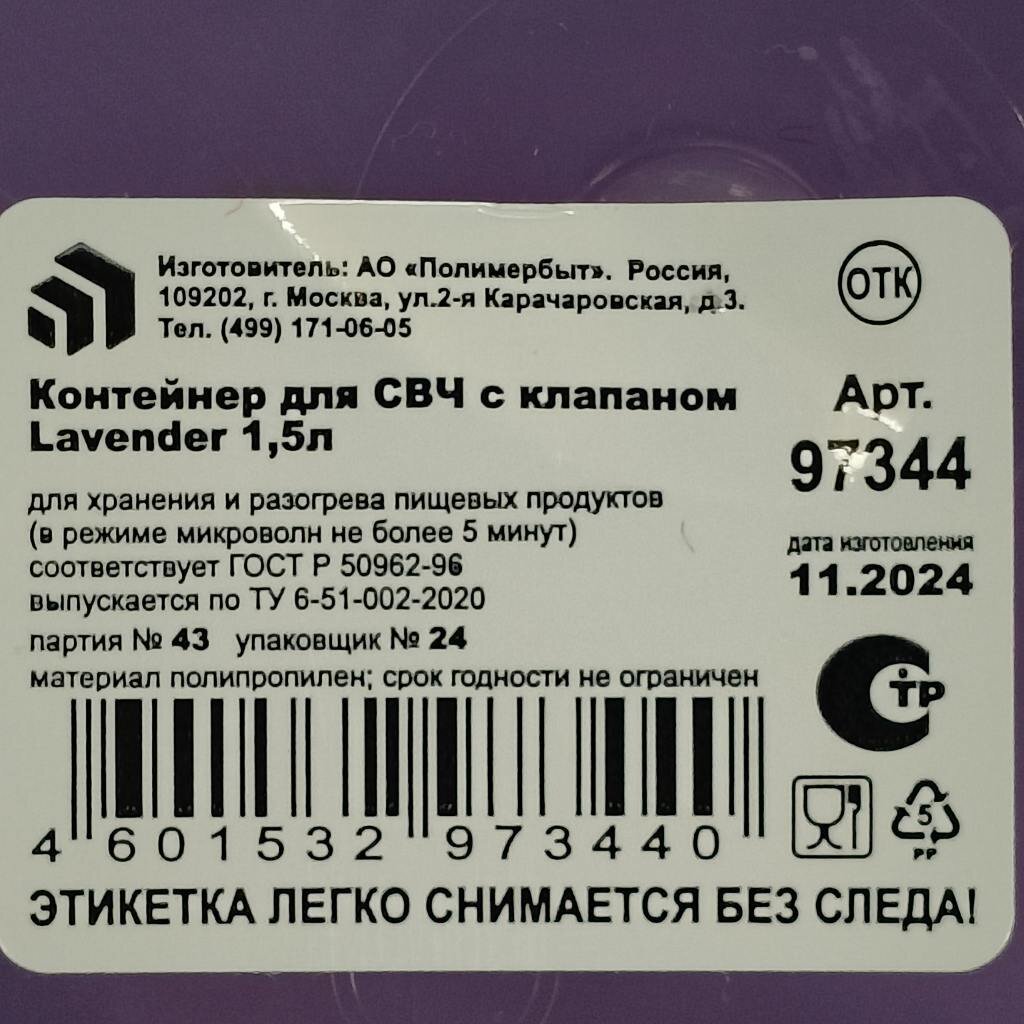 Изготовитель: АО «Полимербыт». Россия,
109202, г. Москва, ул.2-я Карачаровская, д.3.
Тел. (499) 171-06-05
ОТК
Контейнер для СВЧ с клапаном
Lavender 1,5л
Арт.
97344
для хранения и разогрева пищевых продуктов
(в режиме микроволн не более 5 минут)
соответствует ГОСТ Р 50962-96
выпускается по ТУ 6-51-002-2020
партия № 43 упаковщик № 24
материал полипропилен; срок годности не ограничен
дата изготовления
11.2024
СТР
4 601532 973440
5
PP
ЭТИКЕТКА ЛЕГКО СНИМАЕТСЯ БЕЗ СЛЕДА!